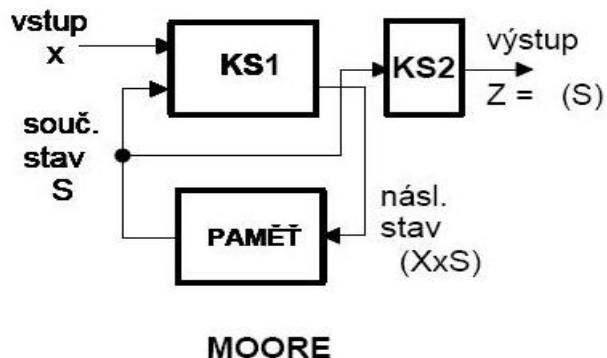 vstup
x
KS1
KS2
výstup
Z = (S)
souč.
stav
S
PAMĚŤ
násl.
stav
(XxS)
MOORE